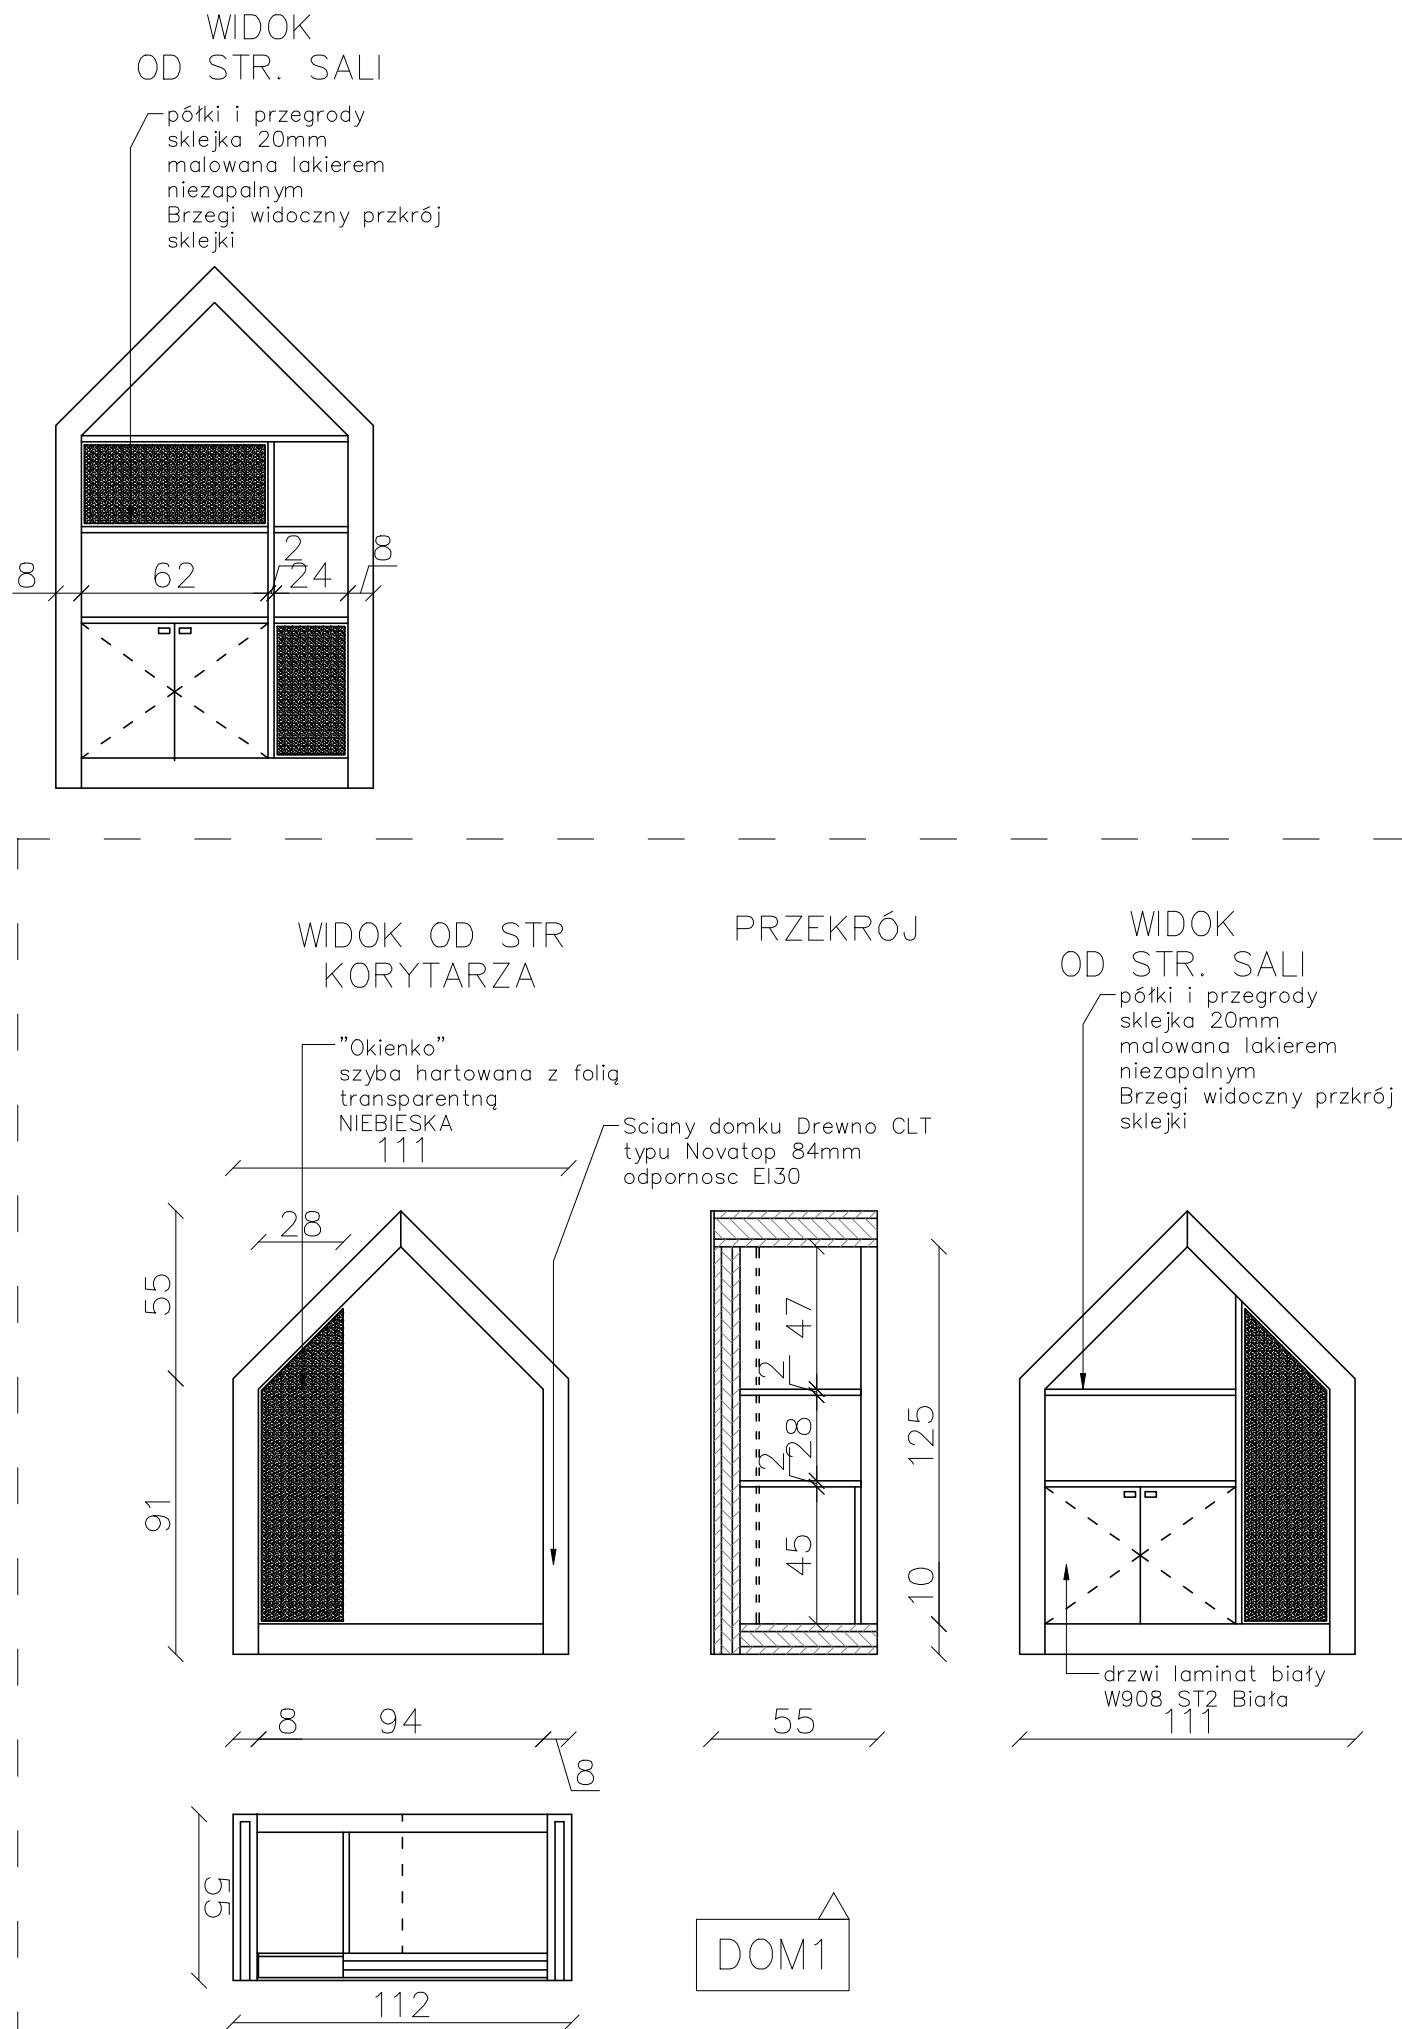 WIDOK
OD STR. SALI
półki i przegrody
sklejka 20mm
malowana lakierem
niezapalnym
Brzegi widoczny przkrój
sklejki
8
62
2
24
8
WIDOK OD STR
KORYTARZA
"Okienko"
szyba hartowana z folią
transparentną
NIEBIESKA
111
28
55
91
8
94
8
Sciany domku Drewno CLT
typu Novatop 84mm
odpornosc EI30
PRZEKRÓJ
47
2
28
2
45
125
10
55
WIDOK
OD STR. SALI
półki i przegrody
sklejka 20mm
malowana lakierem
niezapalnym
Brzegi widoczny przkrój
sklejki
drzwi laminat biały
W908 ST2 Biała
111
55
112
DOM1